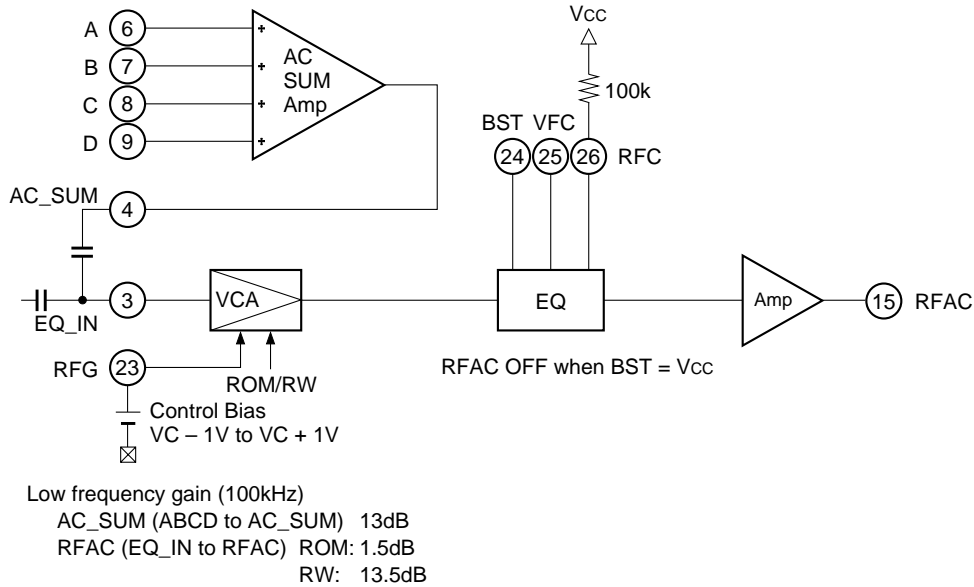 Vcc
A 6
B 7
C 8
D 9
AC
SUM
Amp
100k
BST VFC
24 25 26 RFC
AC_SUM 4
3
EQ_IN
VCA
EQ
Amp
15 RFAC
RFG 23
ROM/RW
RFAC OFF when BST = Vcc
Control Bias
VC – 1V to VC + 1V
Low frequency gain (100kHz)
AC_SUM (ABCD to AC_SUM) 13dB
RFAC (EQ_IN to RFAC) ROM: 1.5dB
RW: 13.5dB